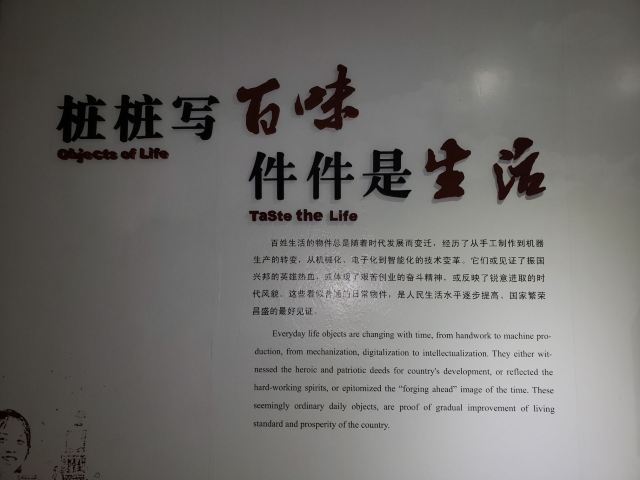 桩桩写百味
Objects of Life
件件是生活
TaSte the Life
百姓生活的物件总是随着时代发展而变迁，经历了从手工制作到机器
生产的转变，从机械化、电子化到智能化的技术变革。它们或见证了振国
兴邦的英雄热血，或体现了艰苦创业的奋斗精神，或反映了锐意进取的时
代风貌。这些看似普通的日常物件，是人民生活水平逐步提高、国家繁荣
昌盛的最好见证。
Everyday life objects are changing with time, from handwork to machine pro-
duction, from mechanization, digitalization to intellectualization. They either wit-
nessed the heroic and patriotic deeds for country's development, or reflected the
hard-working spirits, or epitomized the “forging ahead” image of the time. These
seemingly ordinary daily objects, are proof of gradual improvement of living
standard and prosperity of the country.